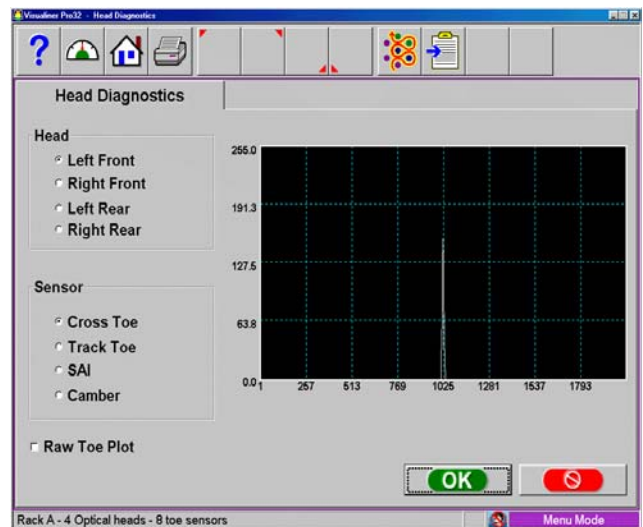 Visualiner Pro32 - Head Diagnostics
?
Head Diagnostics
Head
Left Front
Right Front
Left Rear
Right Rear
Sensor
Cross Toe
Track Toe
SAI
Camber
Raw Toe Plot
255.0
191.3
127.5
63.8
0.0
1 257 513 769 1025 1281 1537 1793
OK
Rack A - 4 Optical heads - 8 toe sensors
Menu Mode